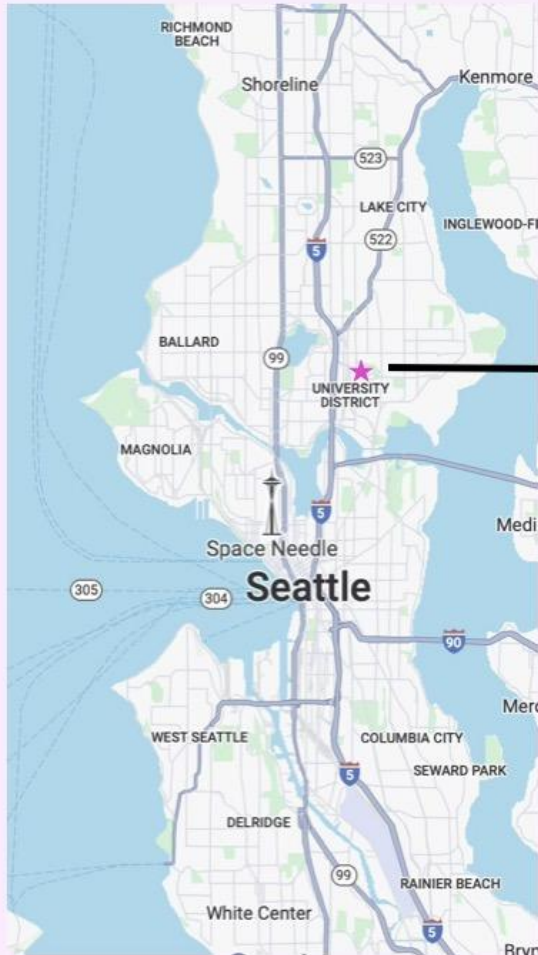 RICHMOND
BEACH
Shoreline
Kenmore
523
LAKE CITY
INGLEWOOD-F
522
5
BALLARD
99
UNIVERSITY
DISTRICT
MAGNOLIA
5
Medi
Space Needle
Seattle
305
304
90
Merc
WEST SEATTLE
COLUMBIA CITY
SEWARD PARK
5
DELRIDGE
99
RAINIER BEACH
White Center
5
Bryn